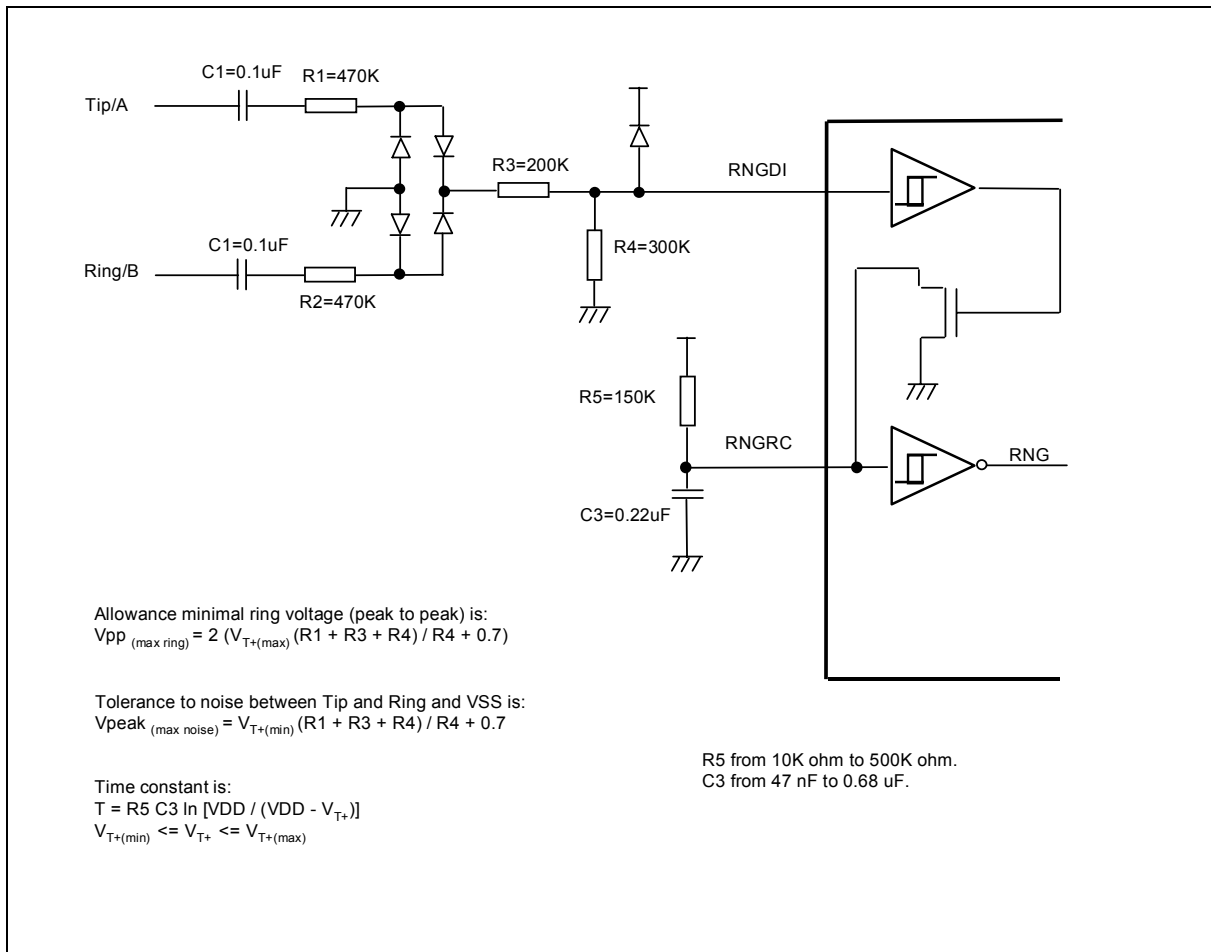 C1=0.1uF
R1=470K
Tip/A
R3=200K
RNGDI
C1=0.1uF
R4=300K
Ring/B
R2=470K
R5=150K
RNGRC
RNG
C3=0.22uF
Allowance minimal ring voltage (peak to peak) is:
Vpp (max ring) = 2 (VT+(max) (R1 + R3 + R4) / R4 + 0.7)
Tolerance to noise between Tip and Ring and VSS is:
Vpeak (max noise) = VT+(min) (R1 + R3 + R4) / R4 + 0.7
Time constant is:
T = R5 C3 ln [VDD / (VDD - VT+)]
VT+(min) <= VT+ <= VT+(max)
R5 from 10K ohm to 500K ohm.
C3 from 47 nF to 0.68 uF.